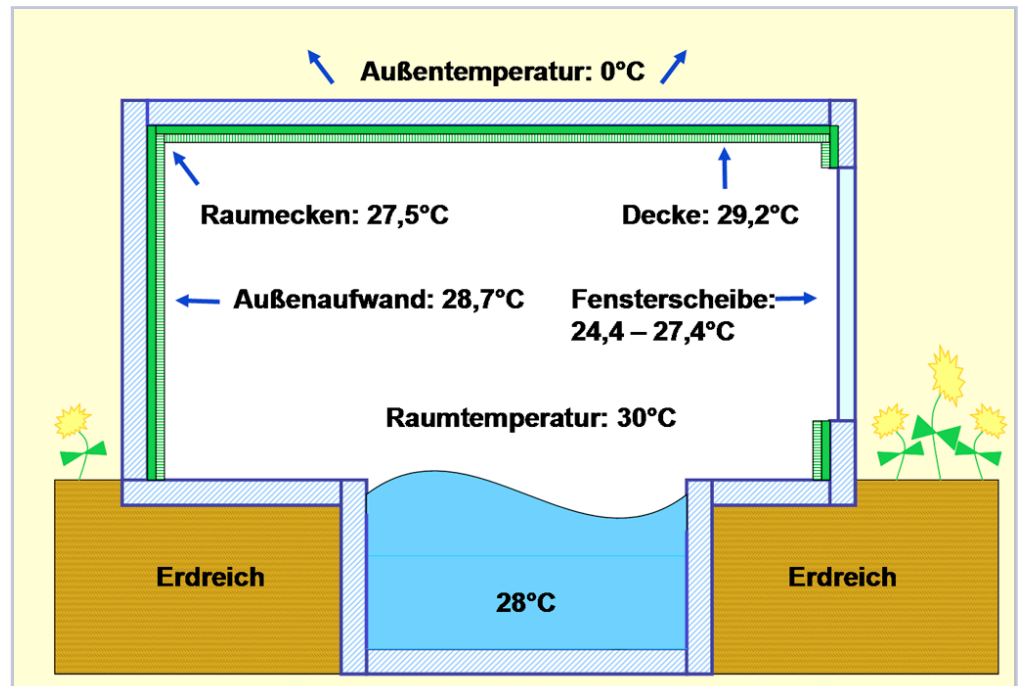 Außentemperatur: 0°C
Raumecken: 27,5°C
Decke: 29,2°C
Außenaufwand: 28,7°C
Fensterscheibe:
24,4 – 27,4°C
Raumtemperatur: 30°C
Erdreich
28°C
Erdreich